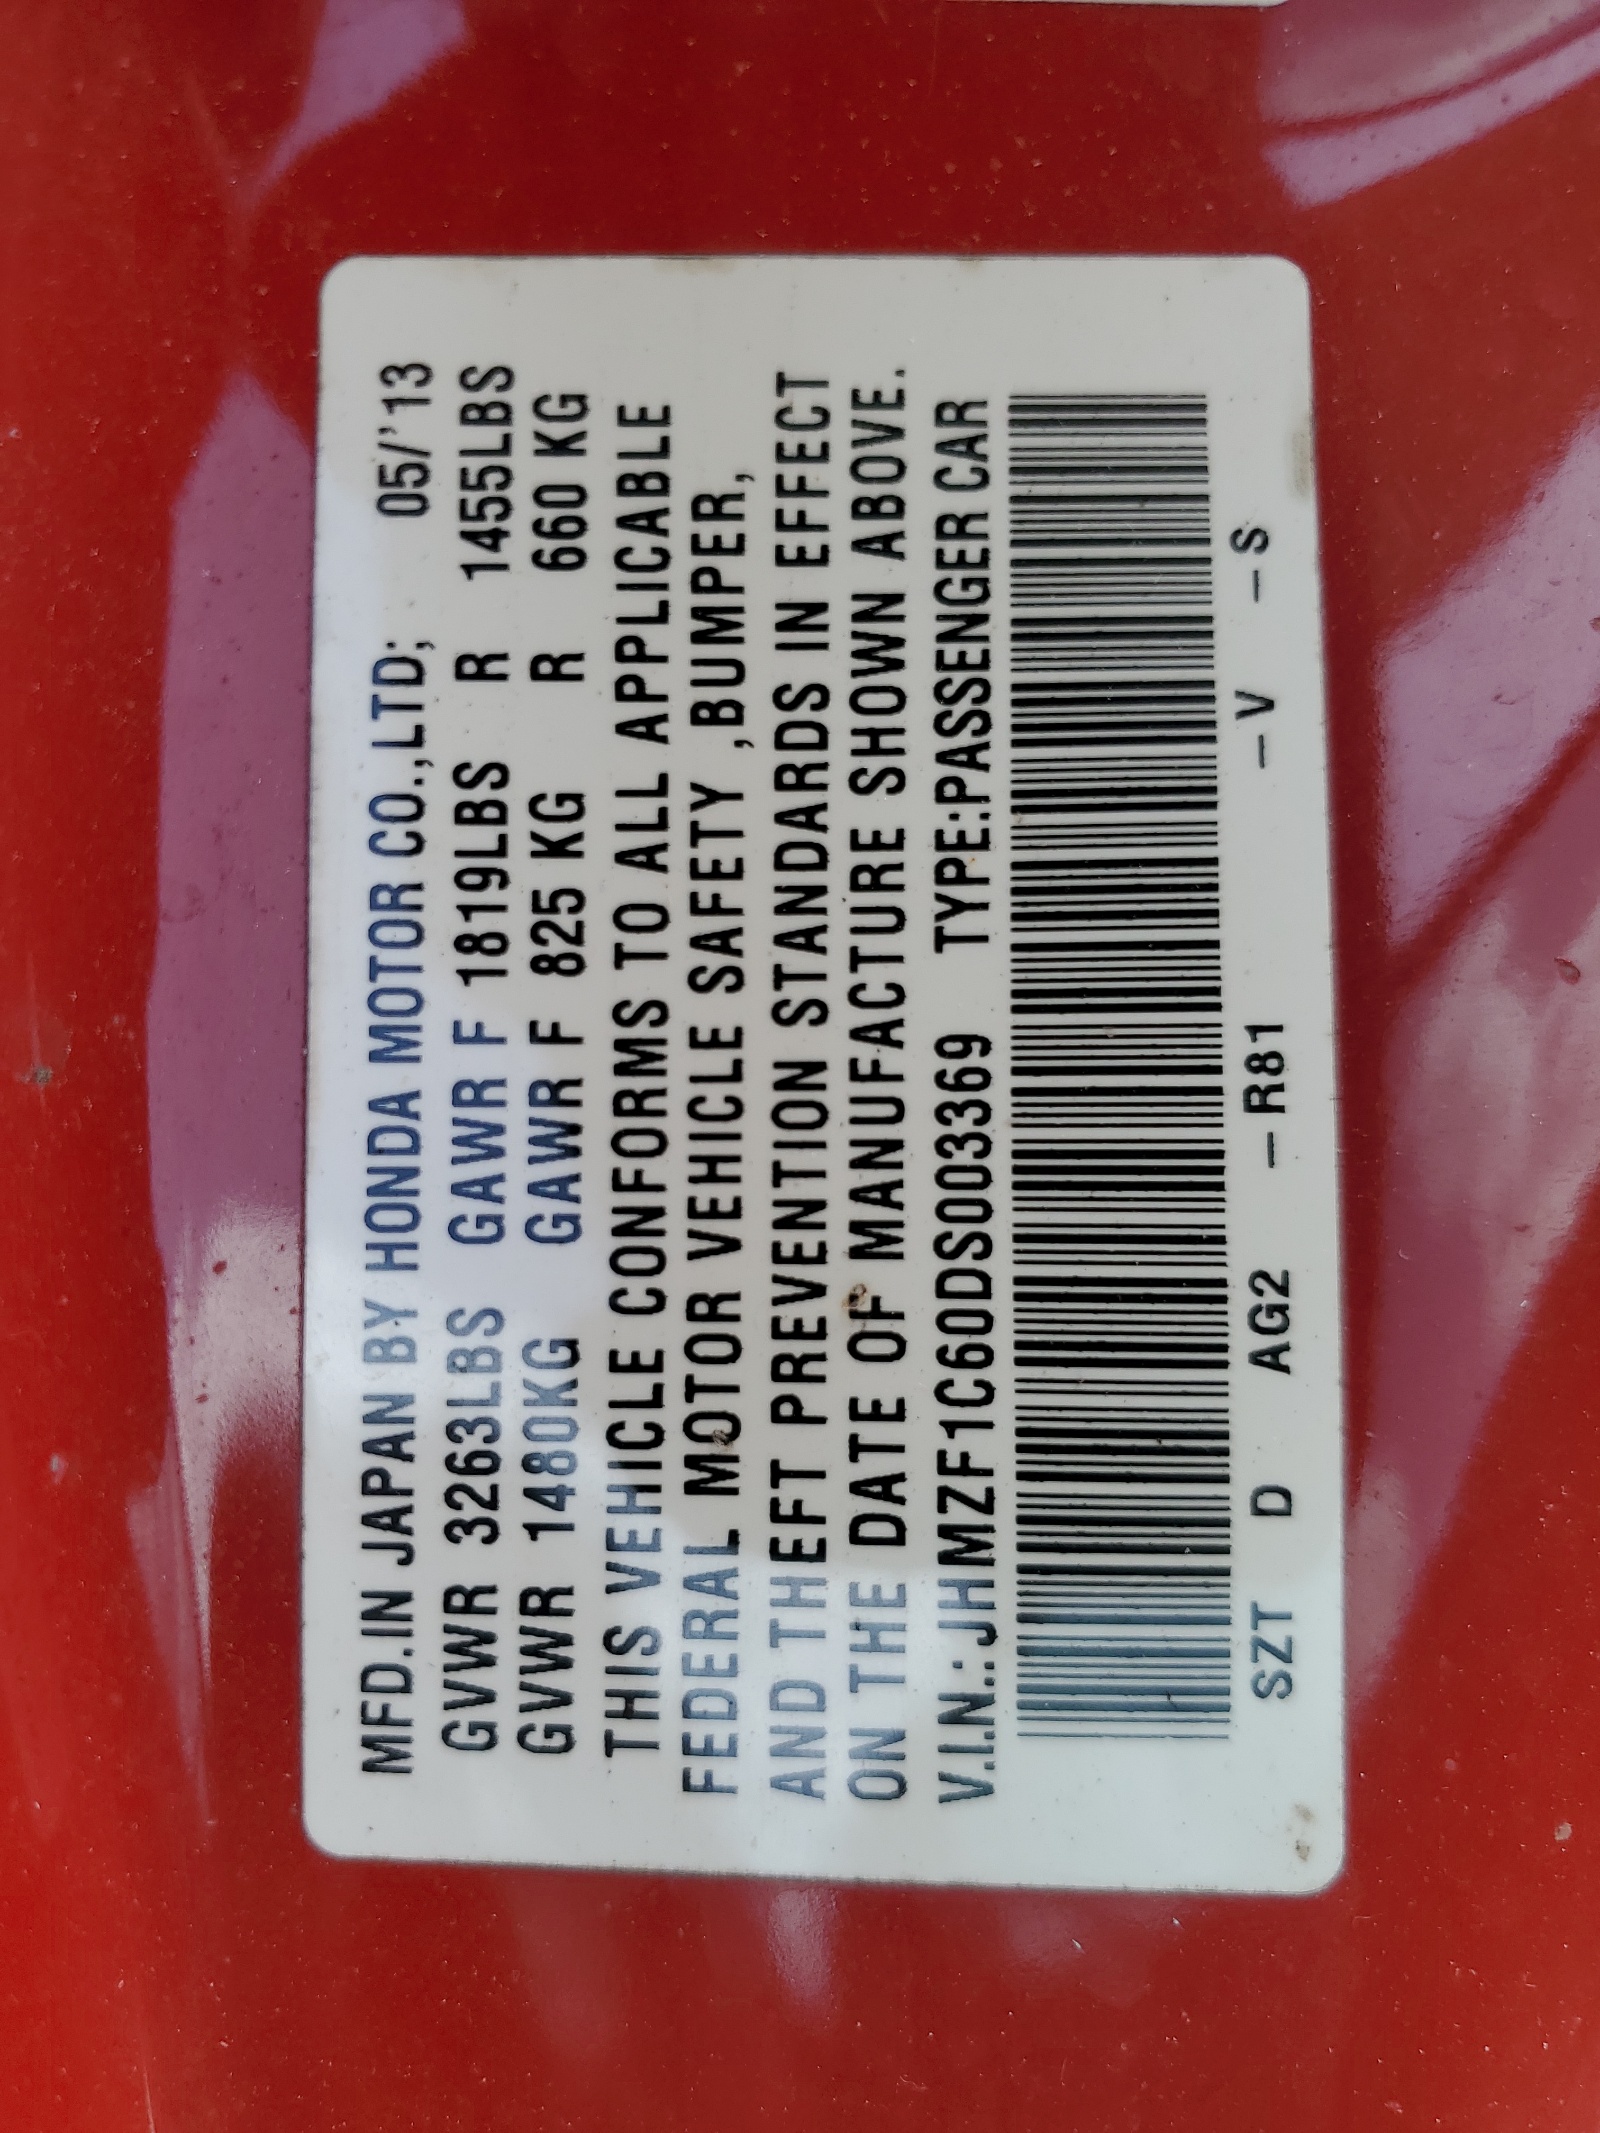 MFD.IN JAPAN BY HONDA MOTOR CO.,LTD; 05/'13
GVWR 3263LBS GAWR F 1819LBS R 1455LBS
GVWR 1480KG GAWR F 825 KG R 660 KG
THIS VEHICLE CONFORMS TO ALL APPLICABLE
FEDERAL MOTOR VEHICLE SAFETY ,BUMPER,
AND THEFT PREVENTION STANDARDS IN EFFECT
ON THE DATE OF MANUFACTURE SHOWN ABOVE.
V.I.N.:JHMZF1C60DS003369 TYPE:PASSENGER CAR
SZT D AG2 –R81 –V –S